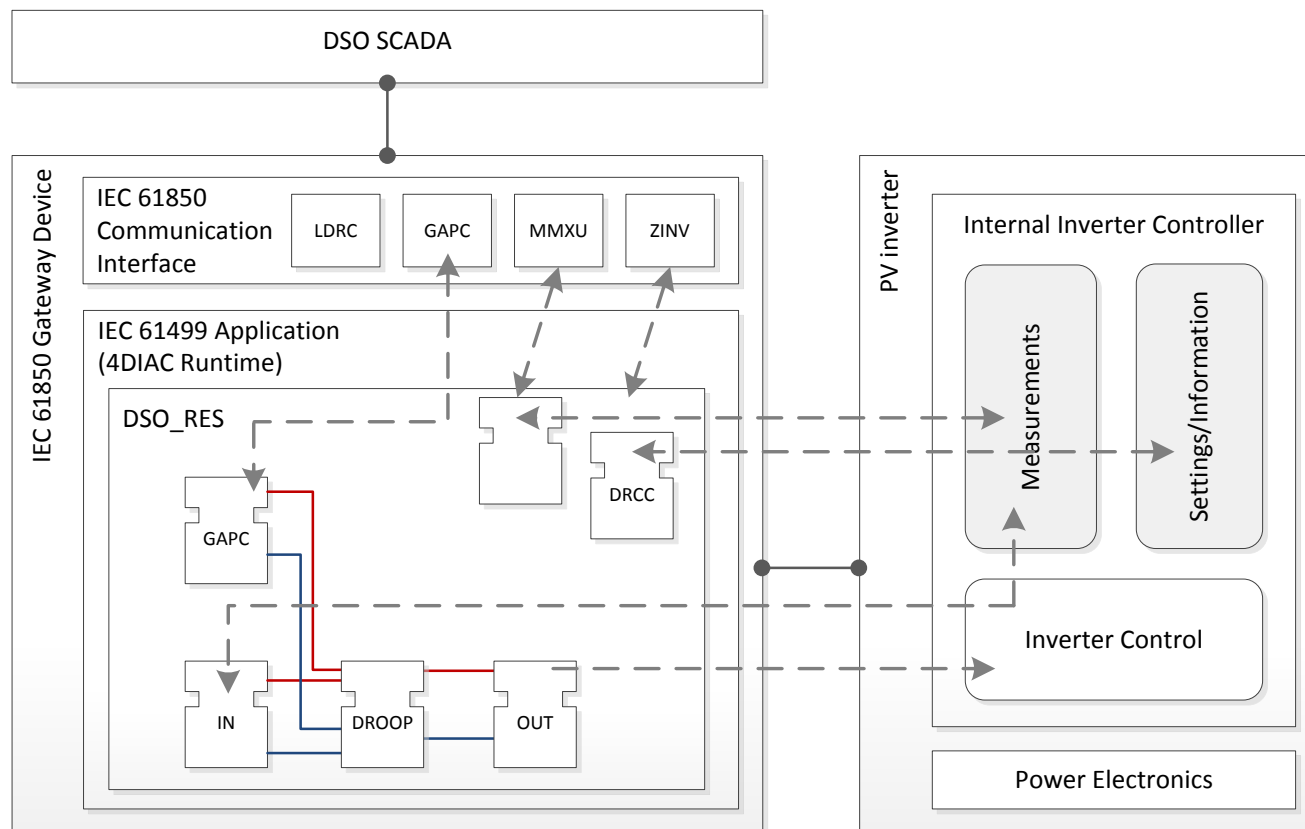 DSO SCADA
IEC 61850 Gateway Device
IEC 61850
Communication
Interface
LDRC
GAPC
MMXU
ZINV
IEC 61499 Application
(4DIAC Runtime)
DSO_RES
DRCC
GAPC
IN
DROOP
OUT
PV inverter
Internal Inverter Controller
Measurements
Settings/Information
Inverter Control
Power Electronics